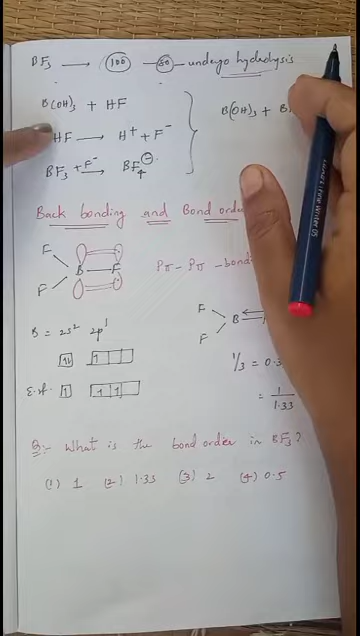 BF₃ → (100) — (80) — undergo hydrolysis
B(OH)₃ + HF
B(OH)₃ + B
HF → H⁺ + F⁻
BF₃ + F⁻ → BF₄⊖
Back bonding and Bond
F
B — F
F
Pπ - Pπ - bond
B = 2s² 2p¹
F
B
F
1/3 = 0.3
E.st.
= 1/1.33
Q:- What is the bond order in BF₃?
(1) 1 (2) 1.33 (3) 2 (4) 0.5